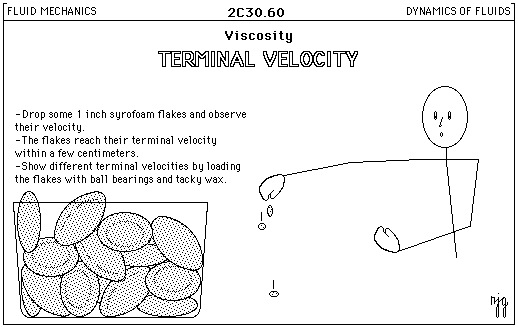 FLUID MECHANICS
2C30.60
DYNAMICS OF FLUIDS
Viscosity
TERMINAL VELOCITY
-Drop some 1 inch syrofoam flakes and observe
their velocity.
-The flakes reach their terminal velocity
within a few centimeters.
-Show different terminal velocities by loading
the flakes with ball bearings and tacky wax.
njg